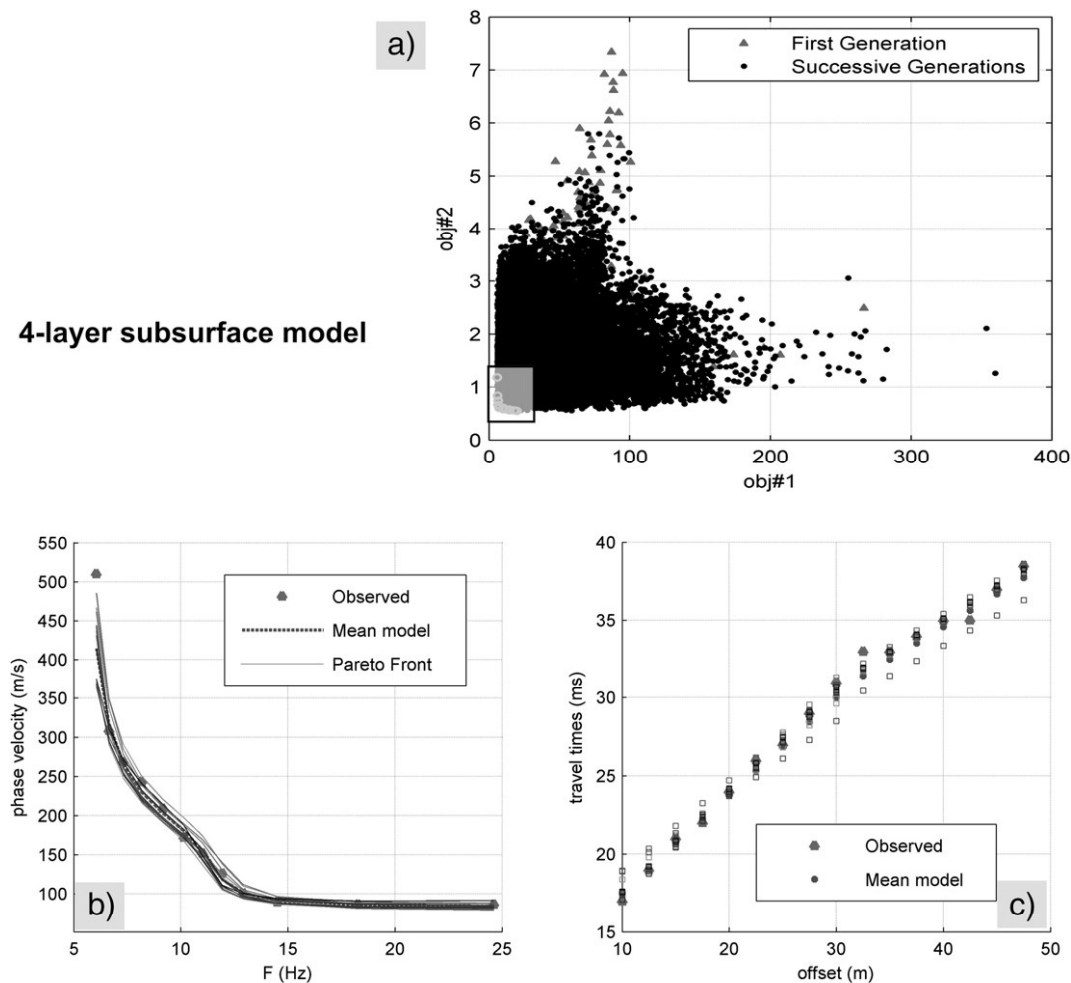 a)
8
7
6
5
4
3
2
1
0
obj#2
First Generation
Successive Generations
0 100 200 300 400
obj#1
4-layer subsurface model
550
500
450
400
350
300
250
200
150
100
phase velocity (m/s)
Observed
Mean model
Pareto Front
b)
5 10 15 20 25
F (Hz)
40
35
30
25
20
15
travel times (ms)
Observed
Mean model
c)
10 20 30 40 50
offset (m)